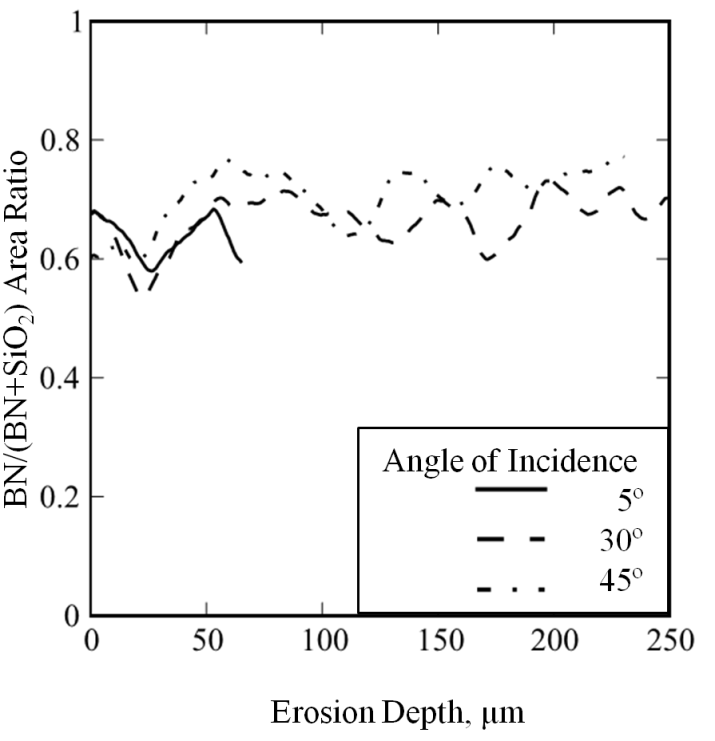 BN/(BN+SiO₂) Area Ratio
1
0.8
0.6
0.4
0.2
0
0 50 100 150 200 250
Erosion Depth, μm
Angle of Incidence
5º
30º
45º